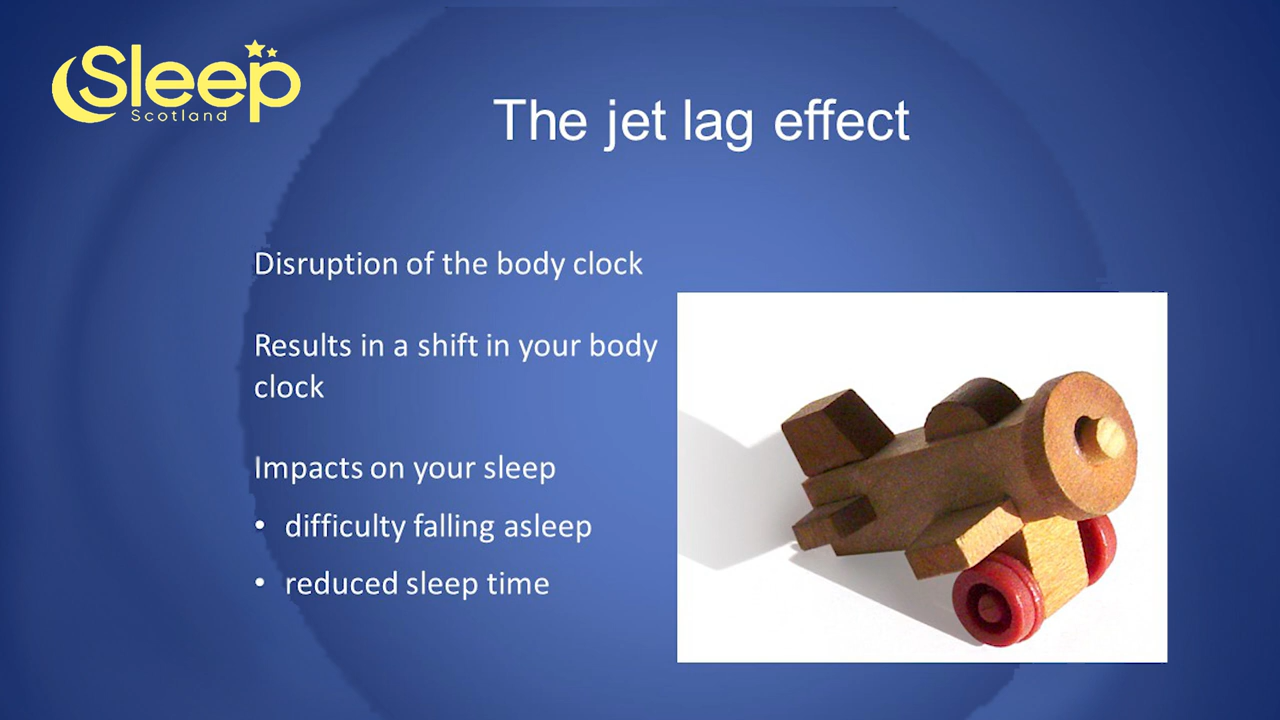 Sleep
Scotland
The jet lag effect
Disruption of the body clock
Results in a shift in your body
clock
Impacts on your sleep
• difficulty falling asleep
• reduced sleep time